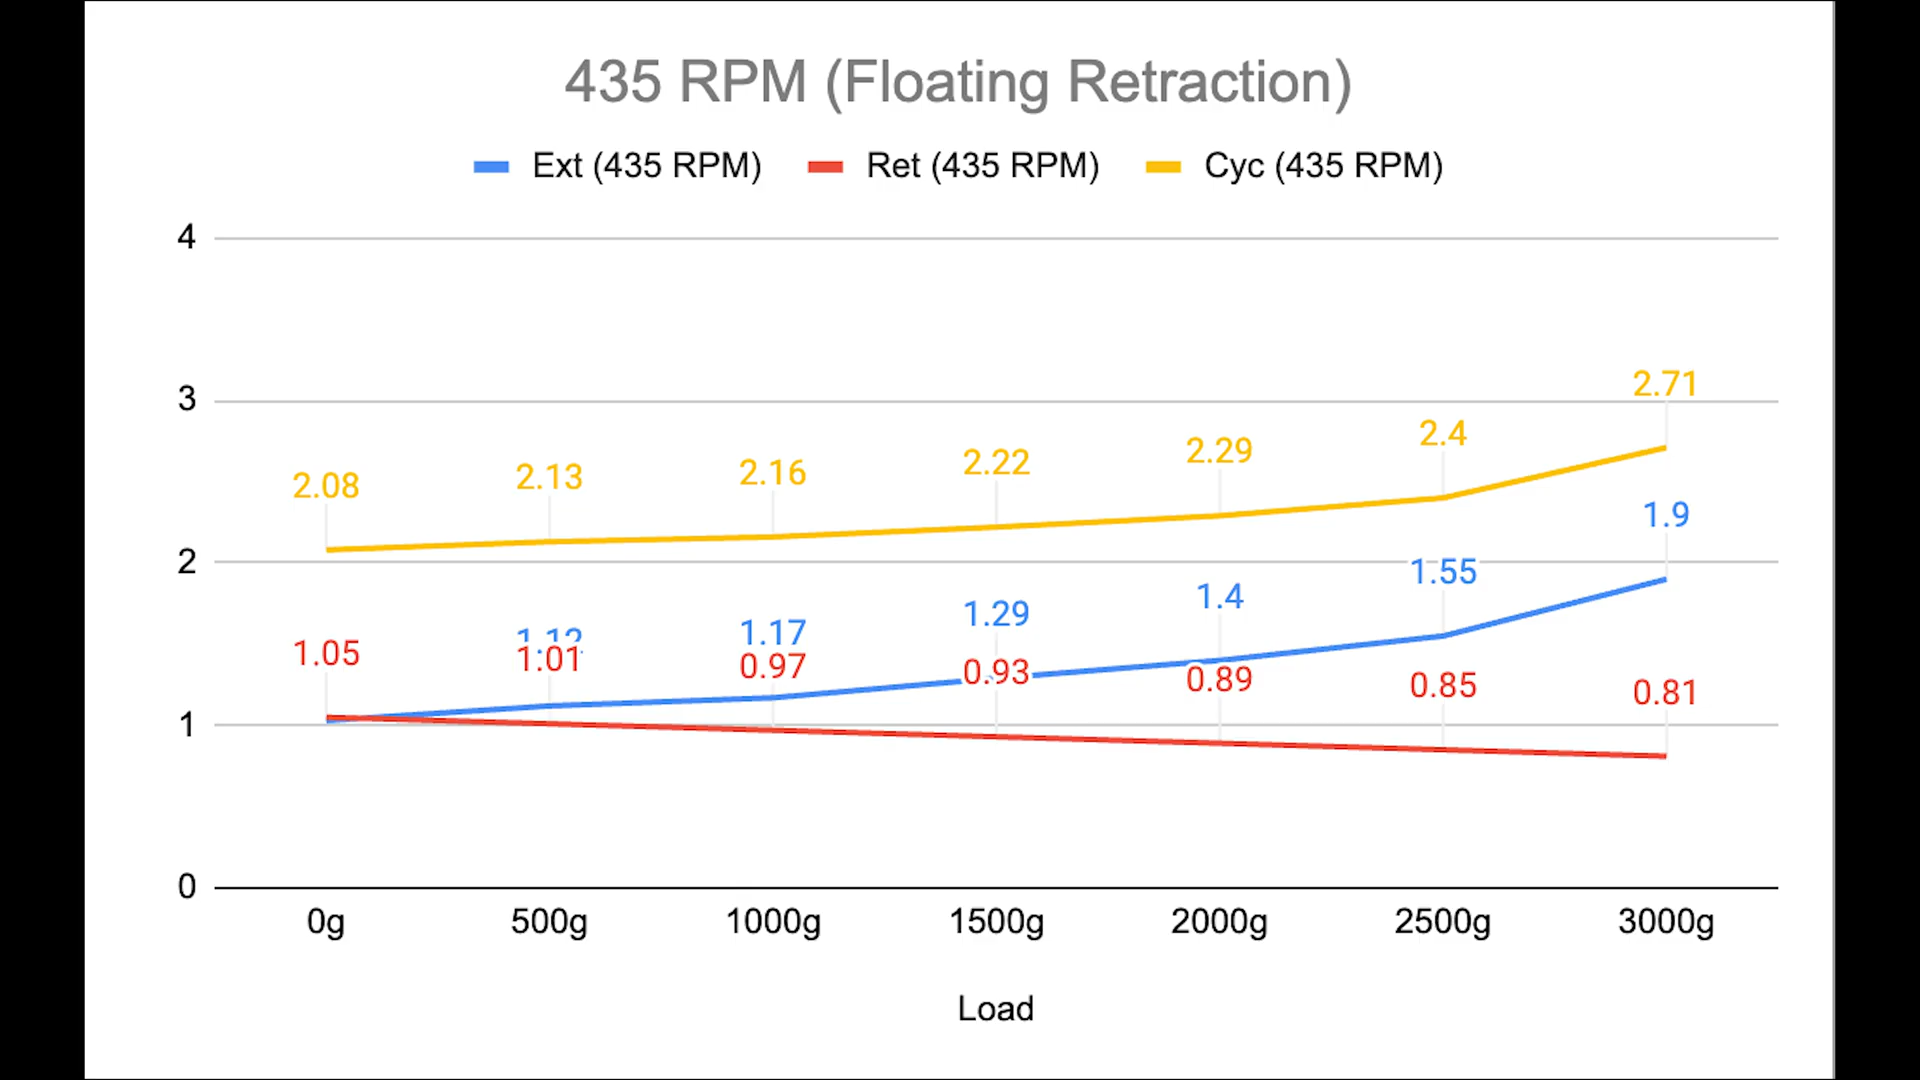 435 RPM (Floating Retraction)
Ext (435 RPM) Ret (435 RPM) Cyc (435 RPM)
4
3
2
1
0
2.08 2.13 2.16 2.22 2.29 2.4 2.71
1.12 1.17 1.29 1.4 1.55 1.9
1.05 1.01 0.97 0.93 0.89 0.85 0.81
0g 500g 1000g 1500g 2000g 2500g 3000g
Load